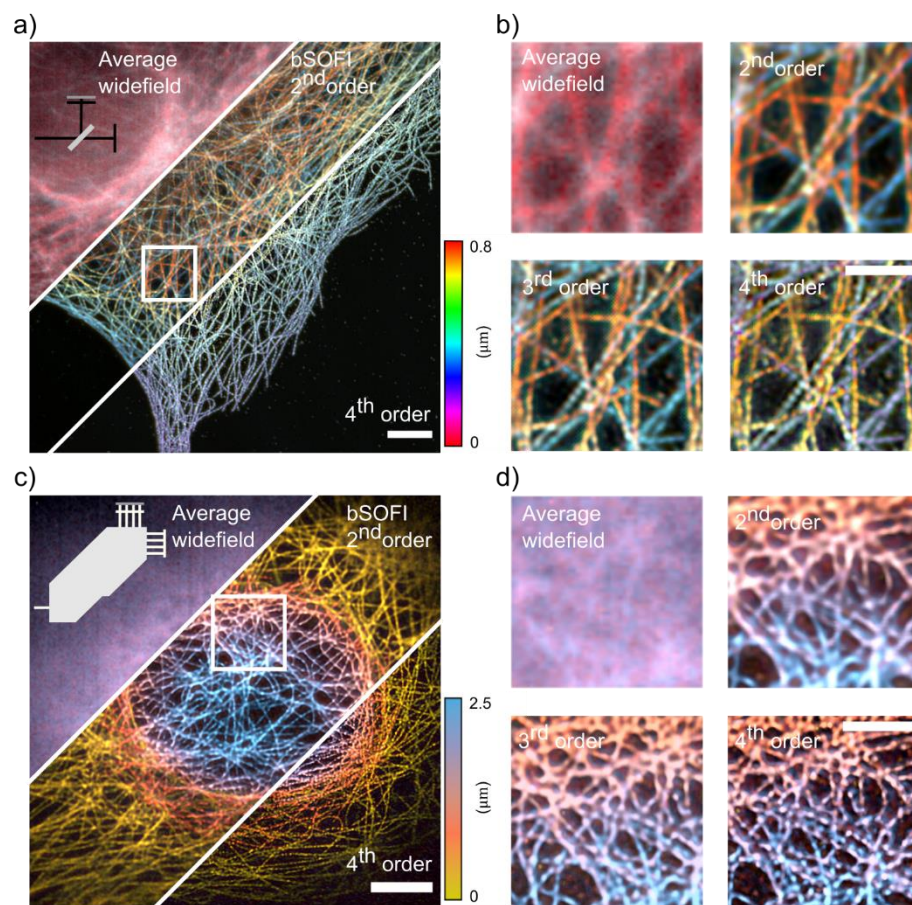 a)
Average
widefield
bSOFI
2nd order
4th order
0.8
(μm)
0
b)
Average
widefield
2nd order
3rd order
4th order
c)
Average
widefield
bSOFI
2nd order
4th order
2.5
(μm)
0
d)
Average
widefield
2nd order
3rd order
4th order